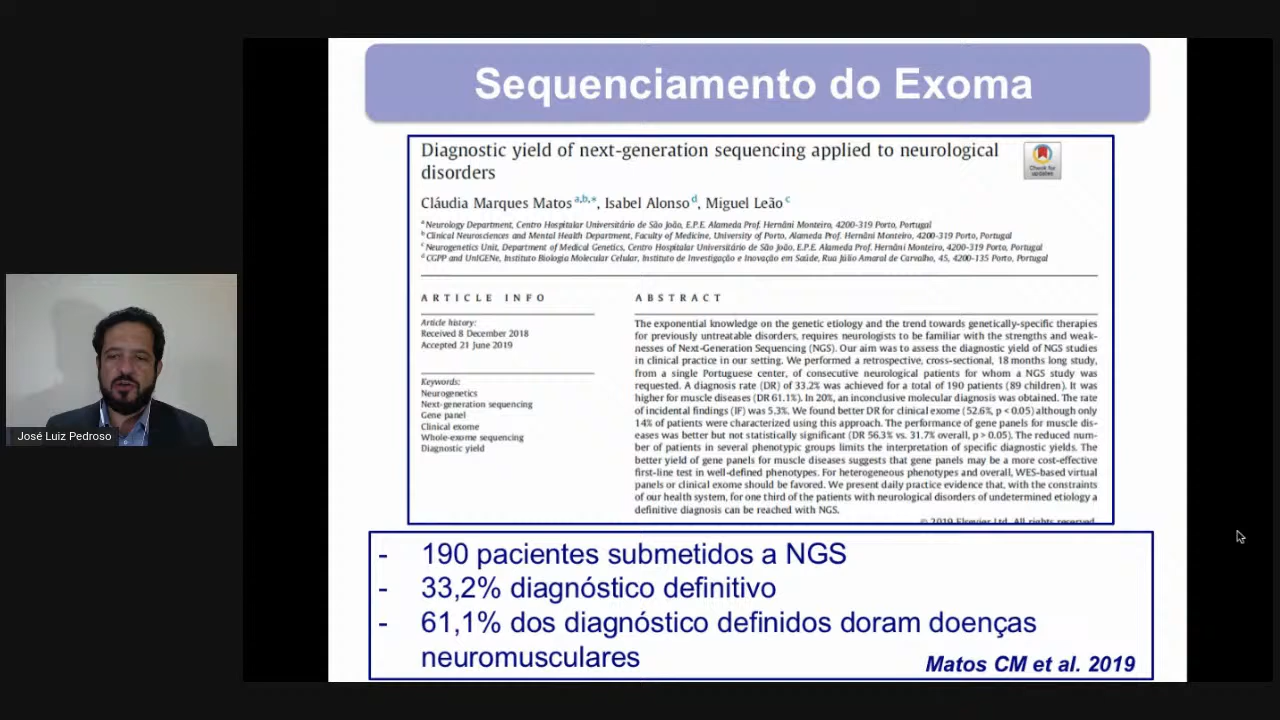 Sequenciamento do Exoma
Diagnostic yield of next-generation sequencing applied to neurological
disorders
Check for
updates
Cláudia Marques Matos a,b,*, Isabel Alonso d, Miguel Leão c
a Neurology Department, Centro Hospitalar Universitário de São João, E.P.E. Alameda Prof. Hernâni Monteiro, 4200-319 Porto, Portugal
b Clinical Neurosciences and Mental Health Department, Faculty of Medicine, University of Porto, Alameda Prof. Hernâni Monteiro, 4200-319 Porto, Portugal
c Neurogenetics Unit, Department of Medical Genetics, Centro Hospitalar Universitário de São João, E.P.E. Alameda Prof. Hernâni Monteiro, 4200-319 Porto, Portugal
d CGPP and UnIGENe, Instituto Biologia Molecular Celular, Instituto de Investigação e Inovação em Saúde, Rua Júlio Amaral de Carvalho, 45, 4200-135 Porto, Portugal
ARTICLE INFO
Article history:
Received 8 December 2018
Accepted 21 June 2019
Keywords:
Neurogenetics
Next-generation sequencing
Gene panel
Clinical exome
Whole-exome sequencing
Diagnostic yield
ABSTRACT
The exponential knowledge on the genetic etiology and the trend towards genetically-specific therapies
for previously untreatable disorders, requires neurologists to be familiar with the strengths and weak-
nesses of Next-Generation Sequencing (NGS). Our aim was to assess the diagnostic yield of NGS studies
in clinical practice in our setting. We performed a retrospective, cross-sectional, 18 months long study,
from a single Portuguese center, of consecutive neurological patients for whom a NGS study was
requested. A diagnosis rate (DR) of 33.2% was achieved for a total of 190 patients (89 children). It was
higher for muscle diseases (DR 61.1%). In 20%, an inconclusive molecular diagnosis was obtained. The rate
of incidental findings (IF) was 5.3%. We found better DR for clinical exome (52.6%, p < 0.05) although only
14% of patients were characterized using this approach. The performance of gene panels for muscle dis-
eases was better but not statistically significant (DR 56.3% vs. 31.7% overall, p > 0.05). The reduced num-
ber of patients in several phenotypic groups limits the interpretation of specific diagnostic yields. The
better yield of gene panels for muscle diseases suggests that gene panels may be a more cost-effective
first-line test in well-defined phenotypes. For heterogeneous phenotypes and overall, WES-based virtual
panels or clinical exome should be favored. We present daily practice evidence that, with the constraints
of our health system, for one third of the patients with neurological disorders of undetermined etiology a
definitive diagnosis can be reached with NGS.
© 2019 Elsevier Ltd. All rights reserved.
José Luiz Pedroso
- 190 pacientes submetidos a NGS
- 33,2% diagnóstico definitivo
- 61,1% dos diagnóstico definidos doram doenças
neuromusculares
Matos CM et al. 2019